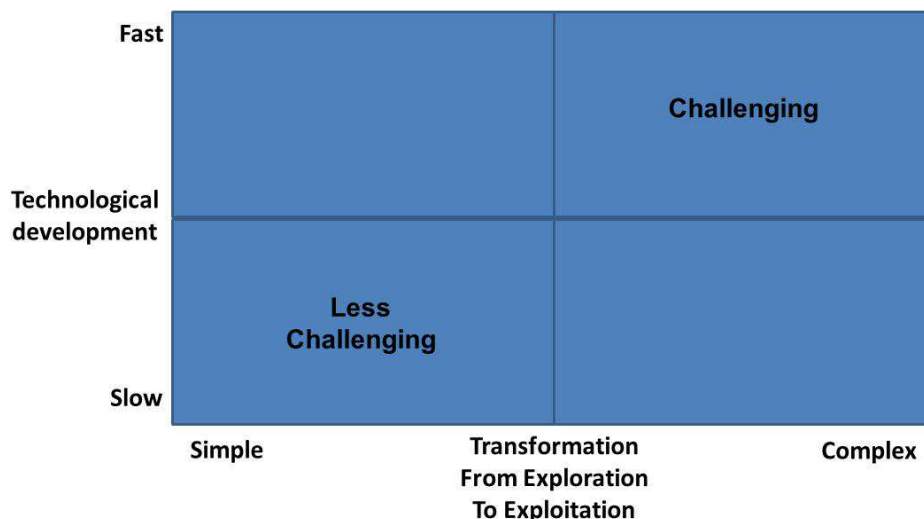 Fast
Challenging
Technological
development
Less
Challenging
Slow
Simple
Transformation
From Exploration
To Exploitation
Complex